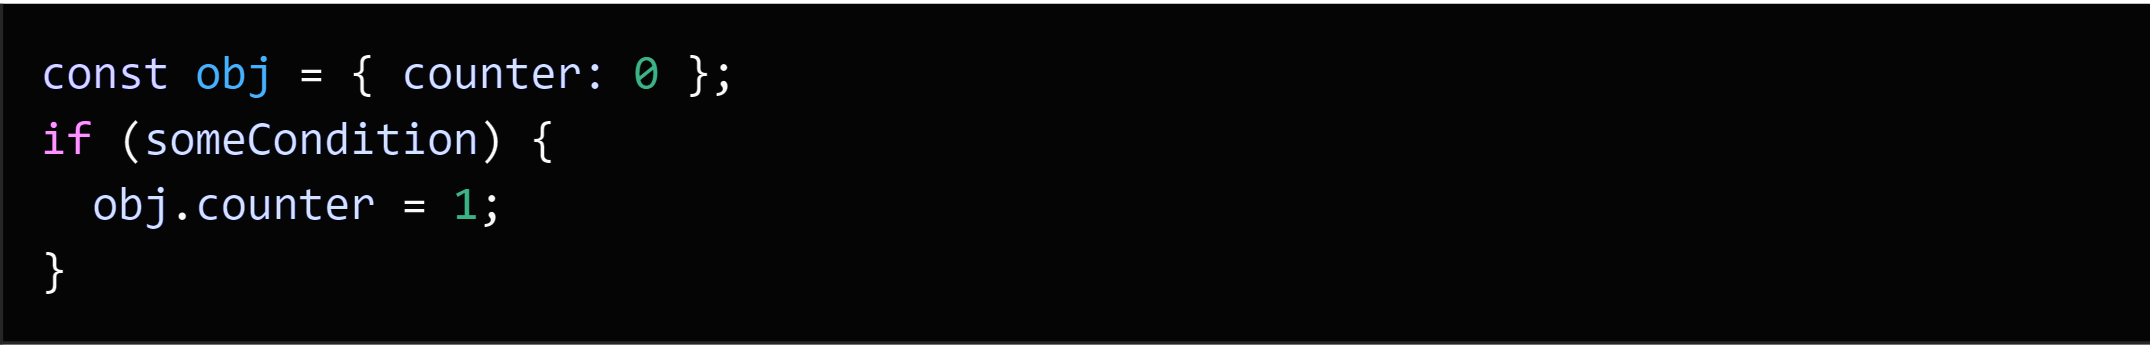 const obj = { counter: 0 };
if (someCondition) {
  obj.counter = 1;
}